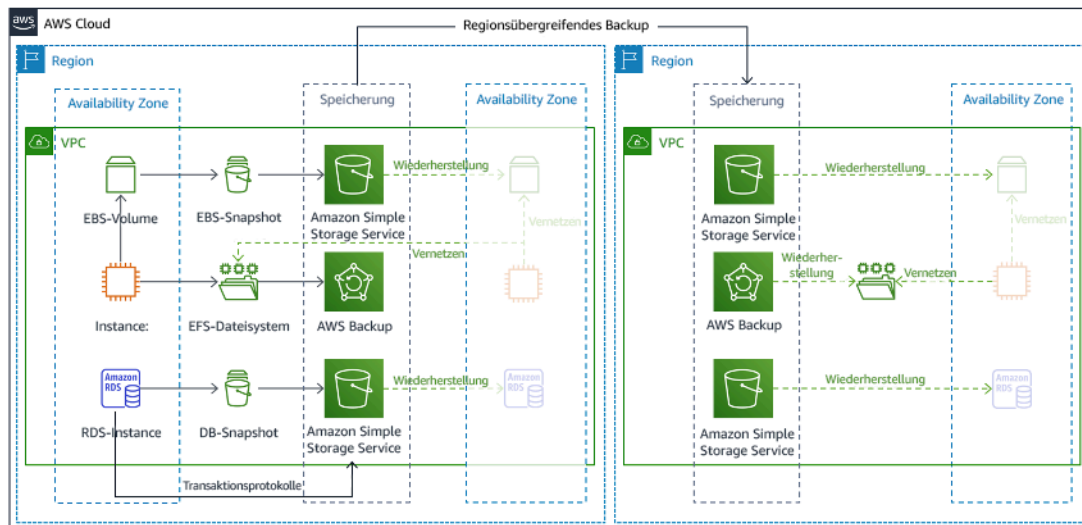 aws
AWS Cloud
Regionsübergreifendes Backup
Region
Region
Availability Zone
Speicherung
Availability Zone
Speicherung
Availability Zone
VPC
VPC
Wiederherstellung
Wiederherstellung
EBS-Volume
EBS-Snapshot
Amazon Simple
Storage Service
Vernetzen
Amazon Simple
Storage Service
Vernetzen
Vernetzen
Wiederher-
stellung
Vernetzen
Instance:
EFS-Dateisystem
AWS Backup
AWS Backup
Amazon
RDS
Wiederherstellung
Amazon
RDS
Wiederherstellung
Amazon
RDS
RDS-Instance
DB-Snapshot
Amazon Simple
Storage Service
Amazon Simple
Storage Service
Transaktionsprotokolle